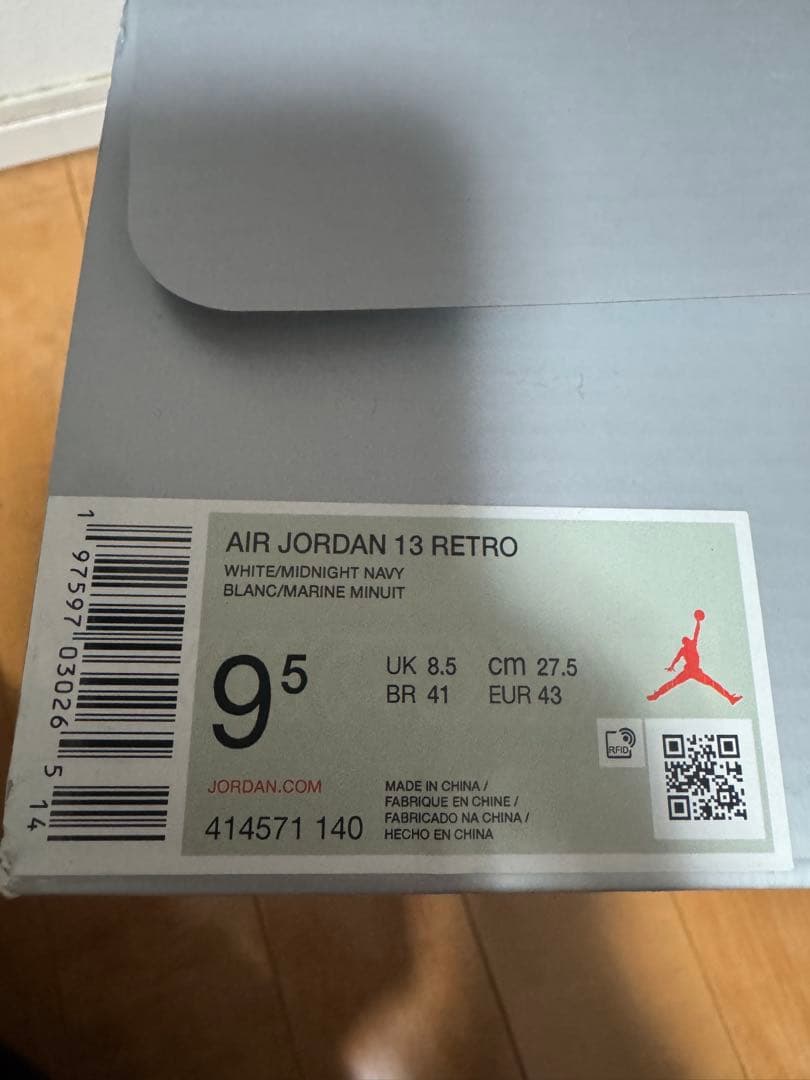 AIR JORDAN 13 RETRO
WHITE/MIDNIGHT NAVY
BLANC/MARINE MINUIT
9⁵
UK 8.5 cm 27.5
BR 41 EUR 43
RFID
JORDAN.COM
414571 140
MADE IN CHINA /
FABRIQUE EN CHINE /
FABRICADO NA CHINA /
HECHO EN CHINA
1 97597 03026 5 14